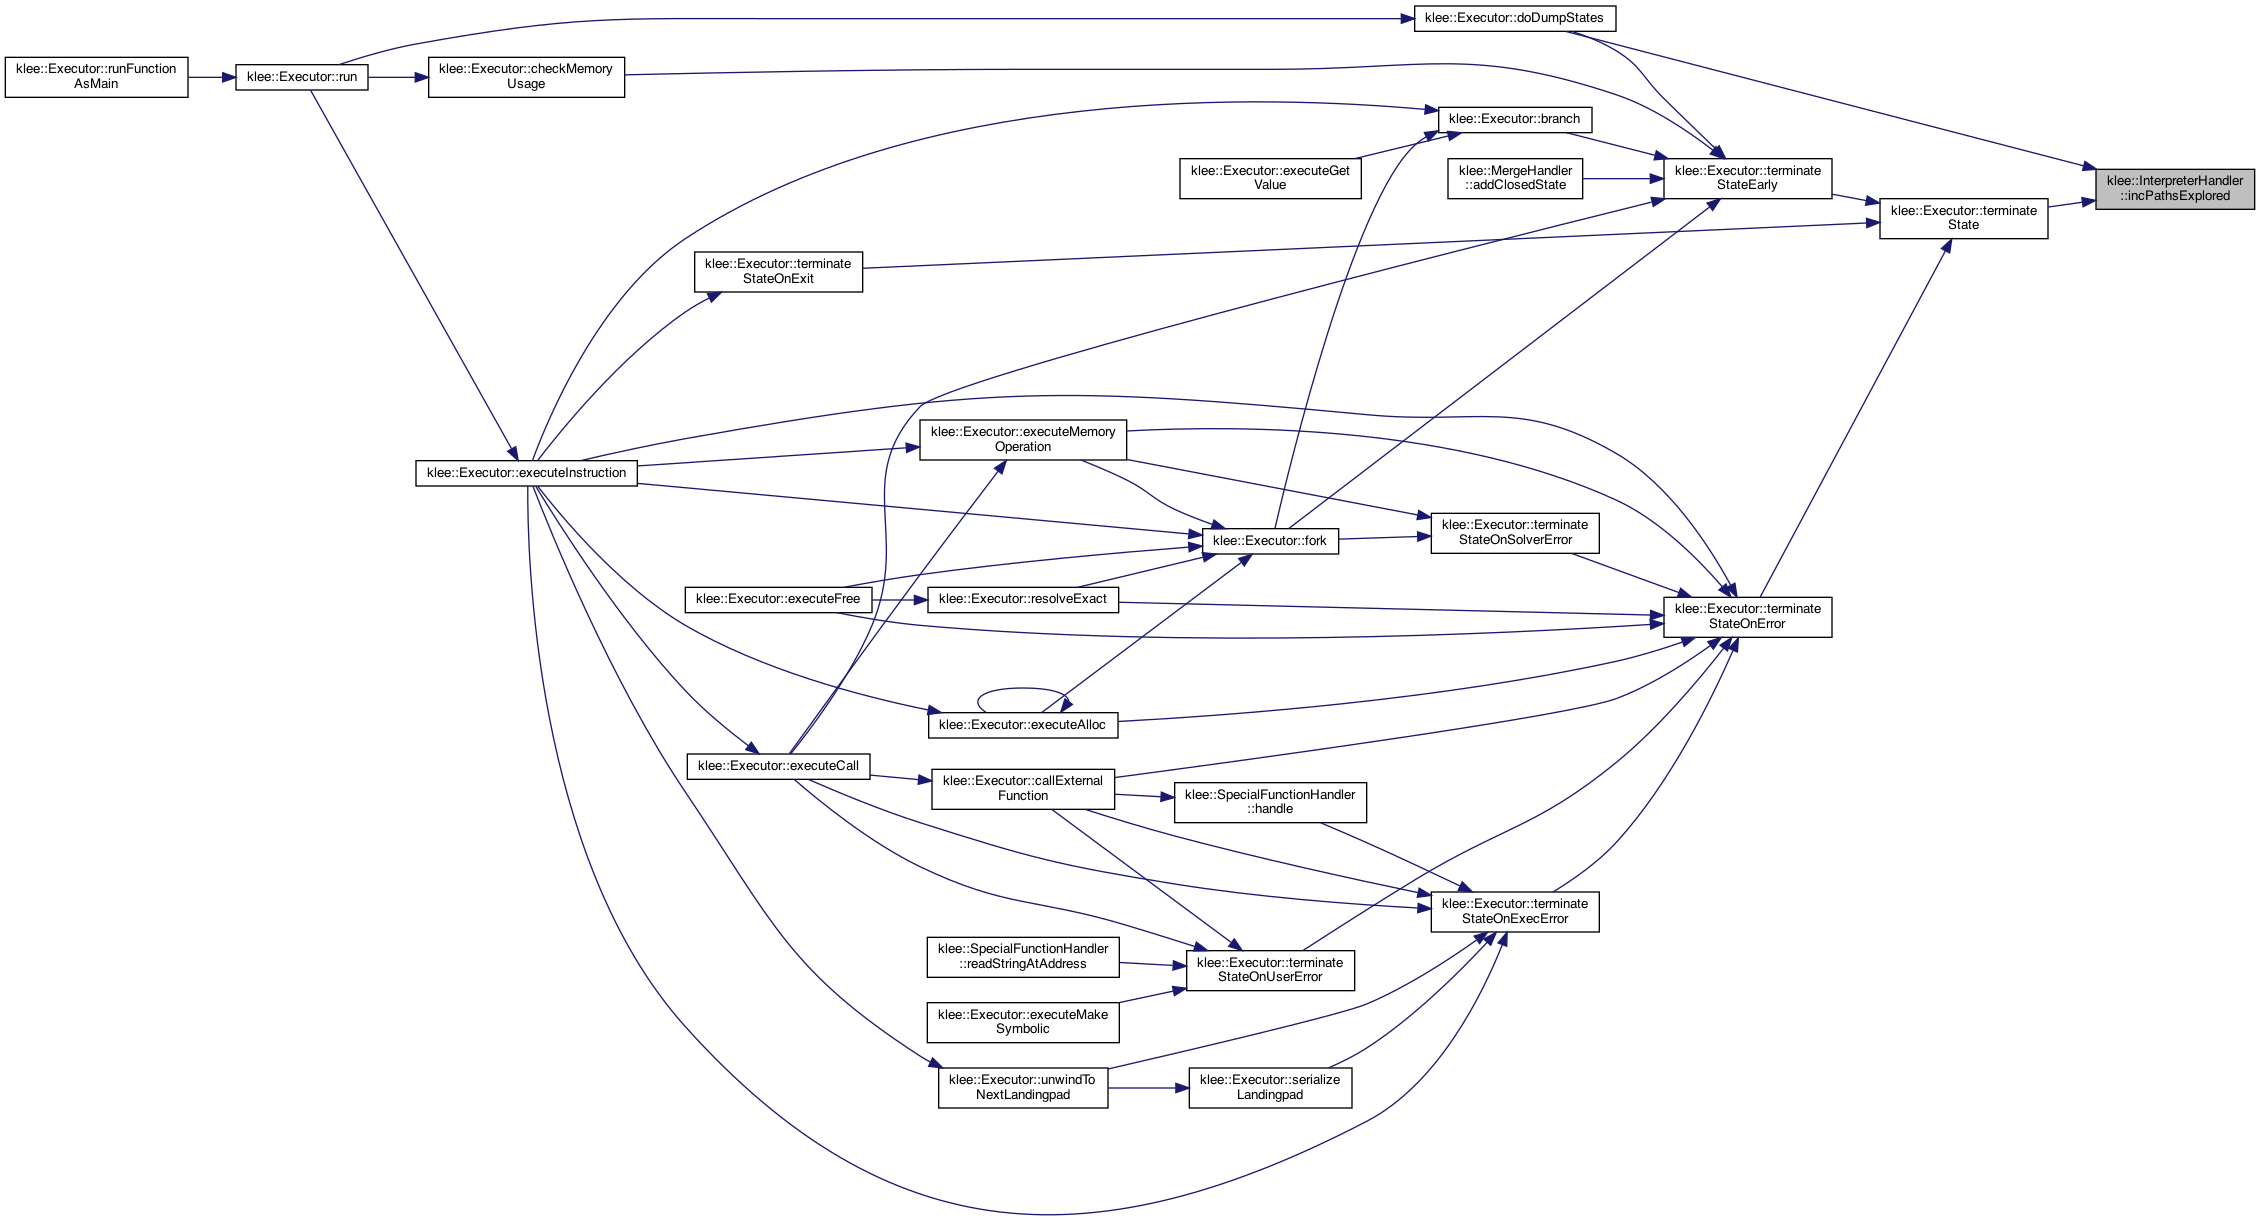 klee::Executor::doDumpStates
klee::Executor::runFunction
AsMain
klee::Executor::run
klee::Executor::checkMemory
Usage
klee::Executor::branch
klee::Executor::executeGet
Value
klee::MergeHandler
::addClosedState
klee::Executor::terminate
StateEarly
klee::InterpreterHandler
::incPathsExplored
klee::Executor::terminate
State
klee::Executor::terminate
StateOnExit
klee::Executor::executeMemory
Operation
klee::Executor::executeInstruction
klee::Executor::fork
klee::Executor::terminate
StateOnSolverError
klee::Executor::executeFree
klee::Executor::resolveExact
klee::Executor::terminate
StateOnError
klee::Executor::executeAlloc
klee::Executor::executeCall
klee::Executor::callExternal
Function
klee::SpecialFunctionHandler
::handle
klee::Executor::terminate
StateOnExecError
klee::SpecialFunctionHandler
::readStringAtAddress
klee::Executor::terminate
StateOnUserError
klee::Executor::executeMake
Symbolic
klee::Executor::unwindTo
NextLandingpad
klee::Executor::serialize
Landingpad